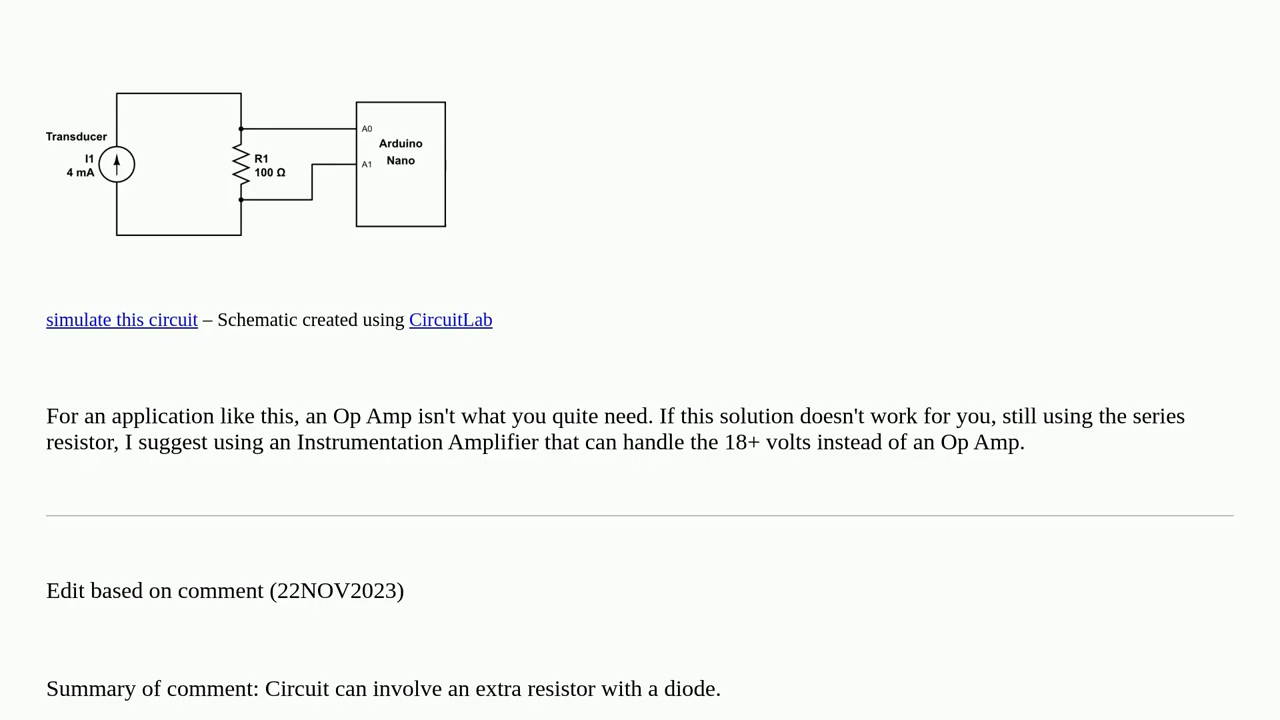 Transducer
I1
4 mA
R1
100 Ω
A0
A1
Arduino
Nano
simulate this circuit – Schematic created using CircuitLab
For an application like this, an Op Amp isn't what you quite need. If this solution doesn't work for you, still using the series
resistor, I suggest using an Instrumentation Amplifier that can handle the 18+ volts instead of an Op Amp.
Edit based on comment (22NOV2023)
Summary of comment: Circuit can involve an extra resistor with a diode.